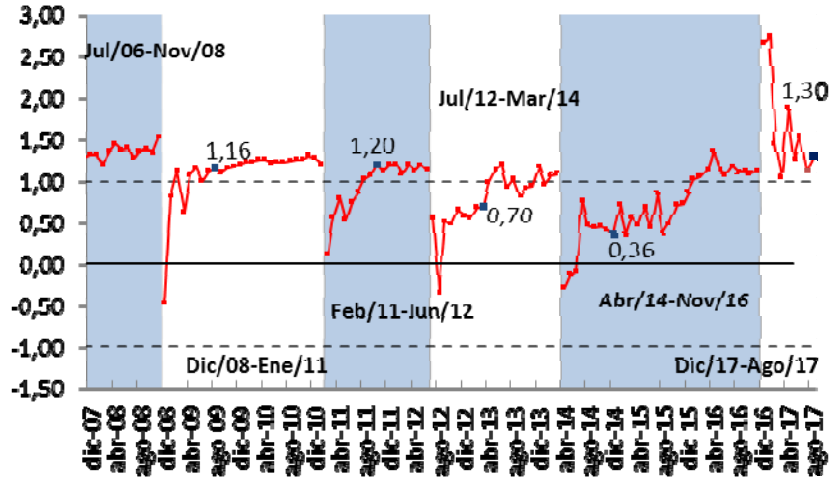 3,00
2,50
2,00
1,50
1,00
0,50
0,00
-0,50
-1,00
-1,50
Jul/06-Nov/08
1,16
1,20
Jul/12-Mar/14
0,70
0,36
1,30
Feb/11-Jun/12
Abr/14-Nov/16
Dic/08-Ene/11
Dic/17-Ago/17
dic-07
abr-08
ago-08
dic-08
abr-09
ago-09
dic-09
abr-10
ago-10
dic-10
abr-11
ago-11
dic-11
abr-12
ago-12
dic-12
abr-13
ago-13
dic-13
abr-14
ago-14
dic-14
abr-15
ago-15
dic-15
abr-16
ago-16
dic-16
abr-17
ago-17